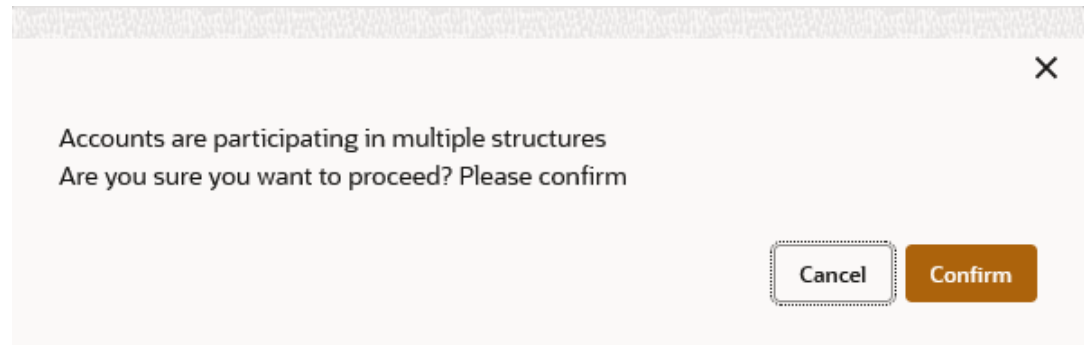 Accounts are participating in multiple structures
Are you sure you want to proceed? Please confirm
Cancel Confirm